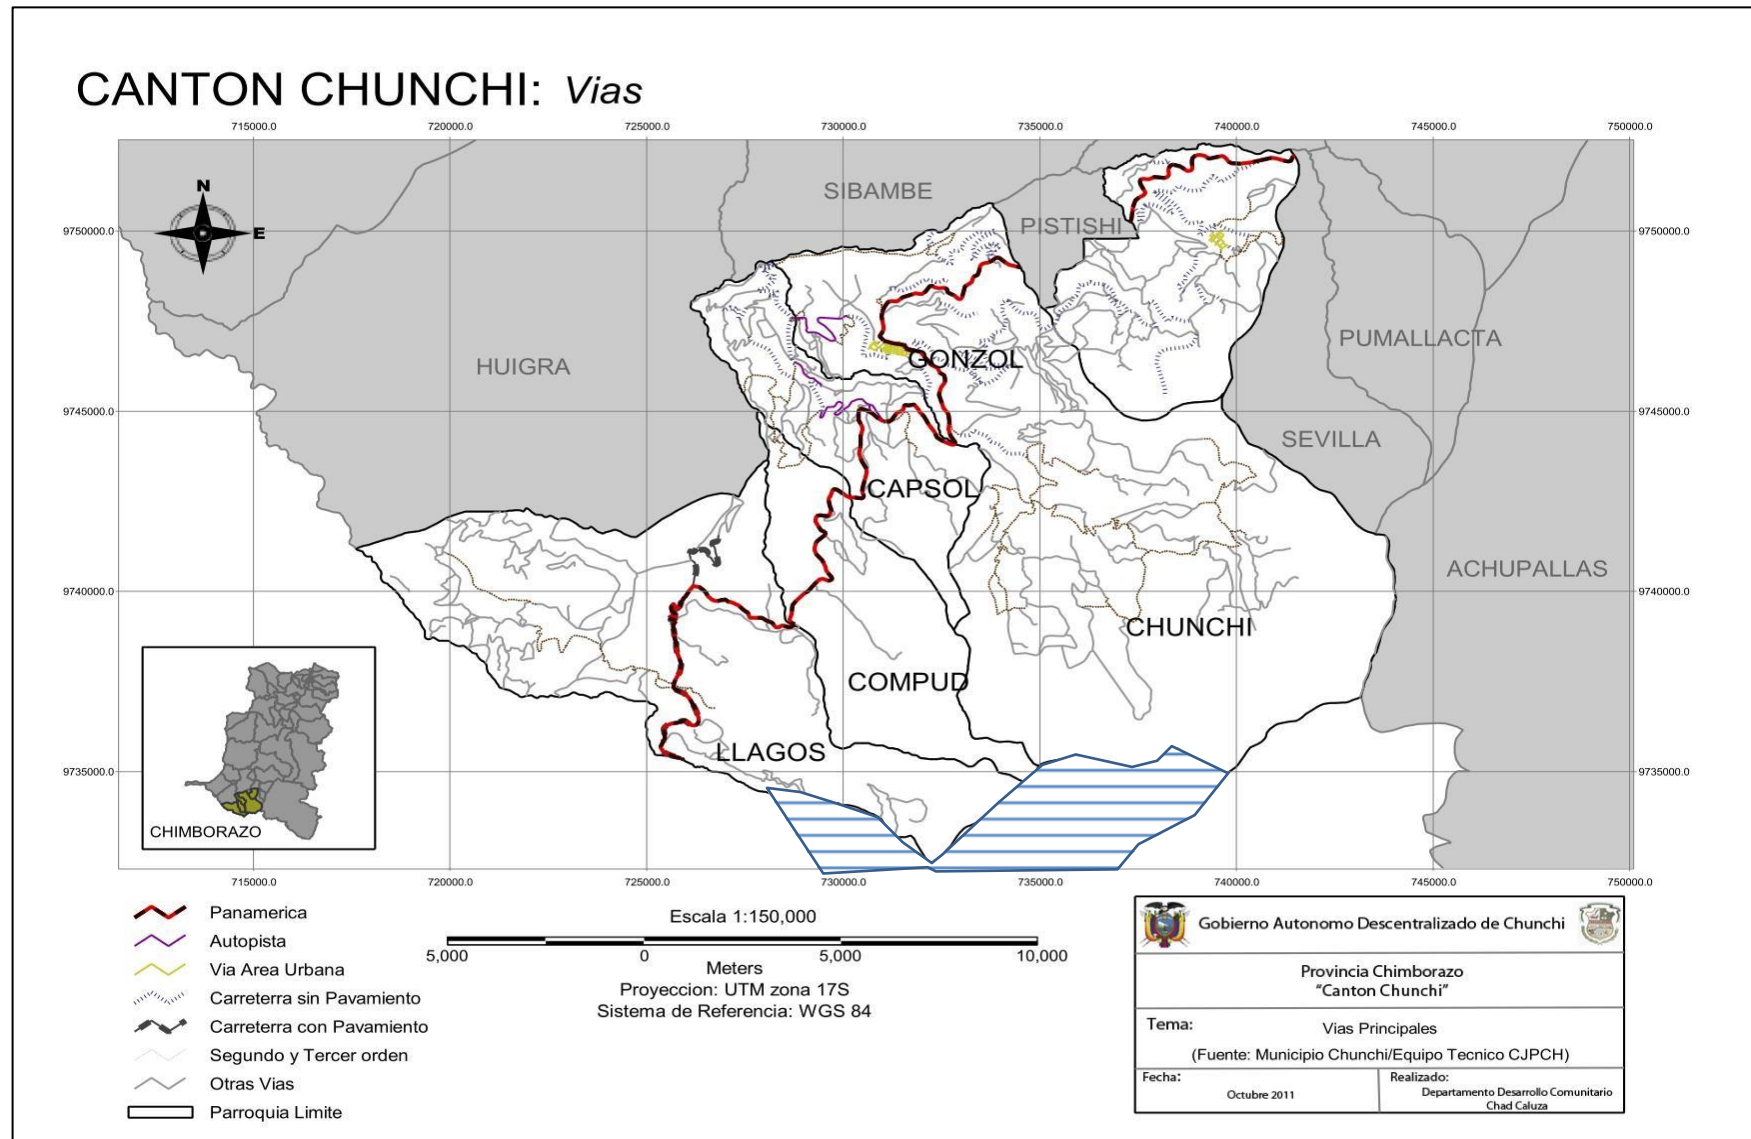 CANTON CHUNCHI: Vias
715000.0 720000.0 725000.0 730000.0 735000.0 740000.0 745000.0 750000.0
N
E
SIBAMBE
PISTISHI
9750000.0 9750000.0
HUIGRA
GONZOL
PUMALLACTA
9745000.0 9745000.0
SEVILLA
CAPSOL
ACHUPALLAS
9740000.0 9740000.0
CHUNCHI
COMPUD
LLAGOS
9735000.0 9735000.0
CHIMBORAZO
715000.0 720000.0 725000.0 730000.0 735000.0 740000.0 745000.0 750000.0
Panamerica
Autopista
Via Area Urbana
Carreterra sin Pavamiento
Carreterra con Pavamiento
Segundo y Tercer orden
Otras Vias
Parroquia Limite
Escala 1:150,000
5,000 0 5,000 10,000
Meters
Proyeccion: UTM zona 17S
Sistema de Referencia: WGS 84
Gobierno Autonomo Descentralizado de Chunchi
Provincia Chimborazo
“Canton Chunchi”
Tema: Vias Principales
(Fuente: Municipio Chunchi/Equipo Tecnico CJPCH)
Fecha:
Octubre 2011
Realizado:
Departamento Desarrollo Comunitario
Chad Caluza